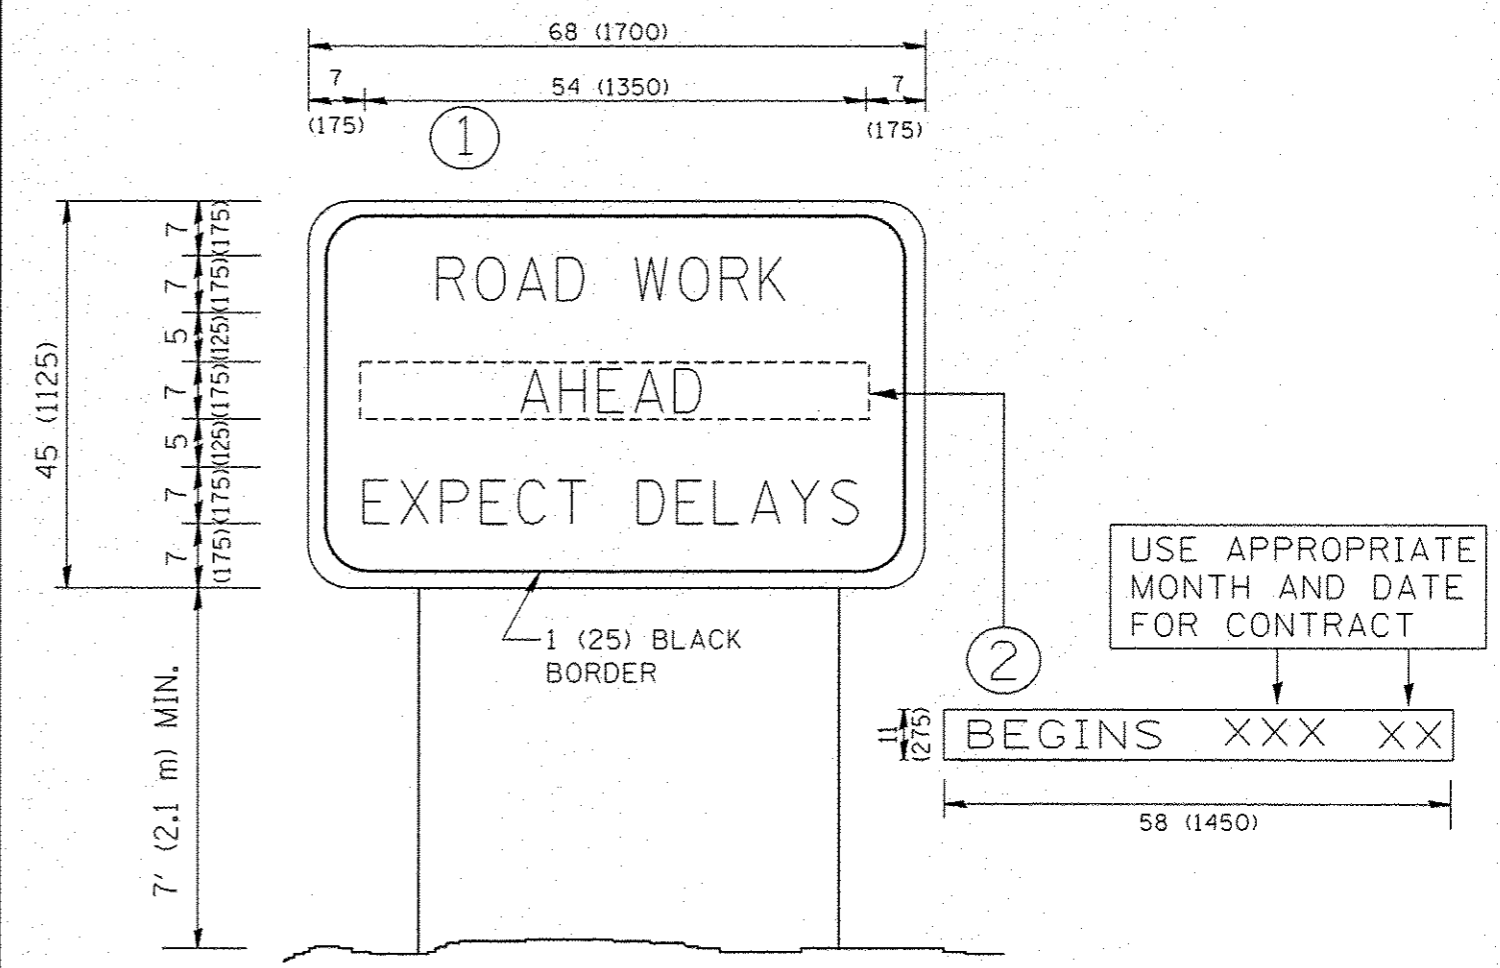 68 (1700)
7
54 (1350)
7
(175)
(175)
1
45 (1125)
7
(175)
7
(175)
5
(125)
7
(175)
5
(125)
7
(175)
7
(175)
ROAD WORK
AHEAD
EXPECT DELAYS
1 (25) BLACK
BORDER
7' (2.1 m) MIN.
2
USE APPROPRIATE
MONTH AND DATE
FOR CONTRACT
11
(275)
BEGINS XXX XX
58 (1450)